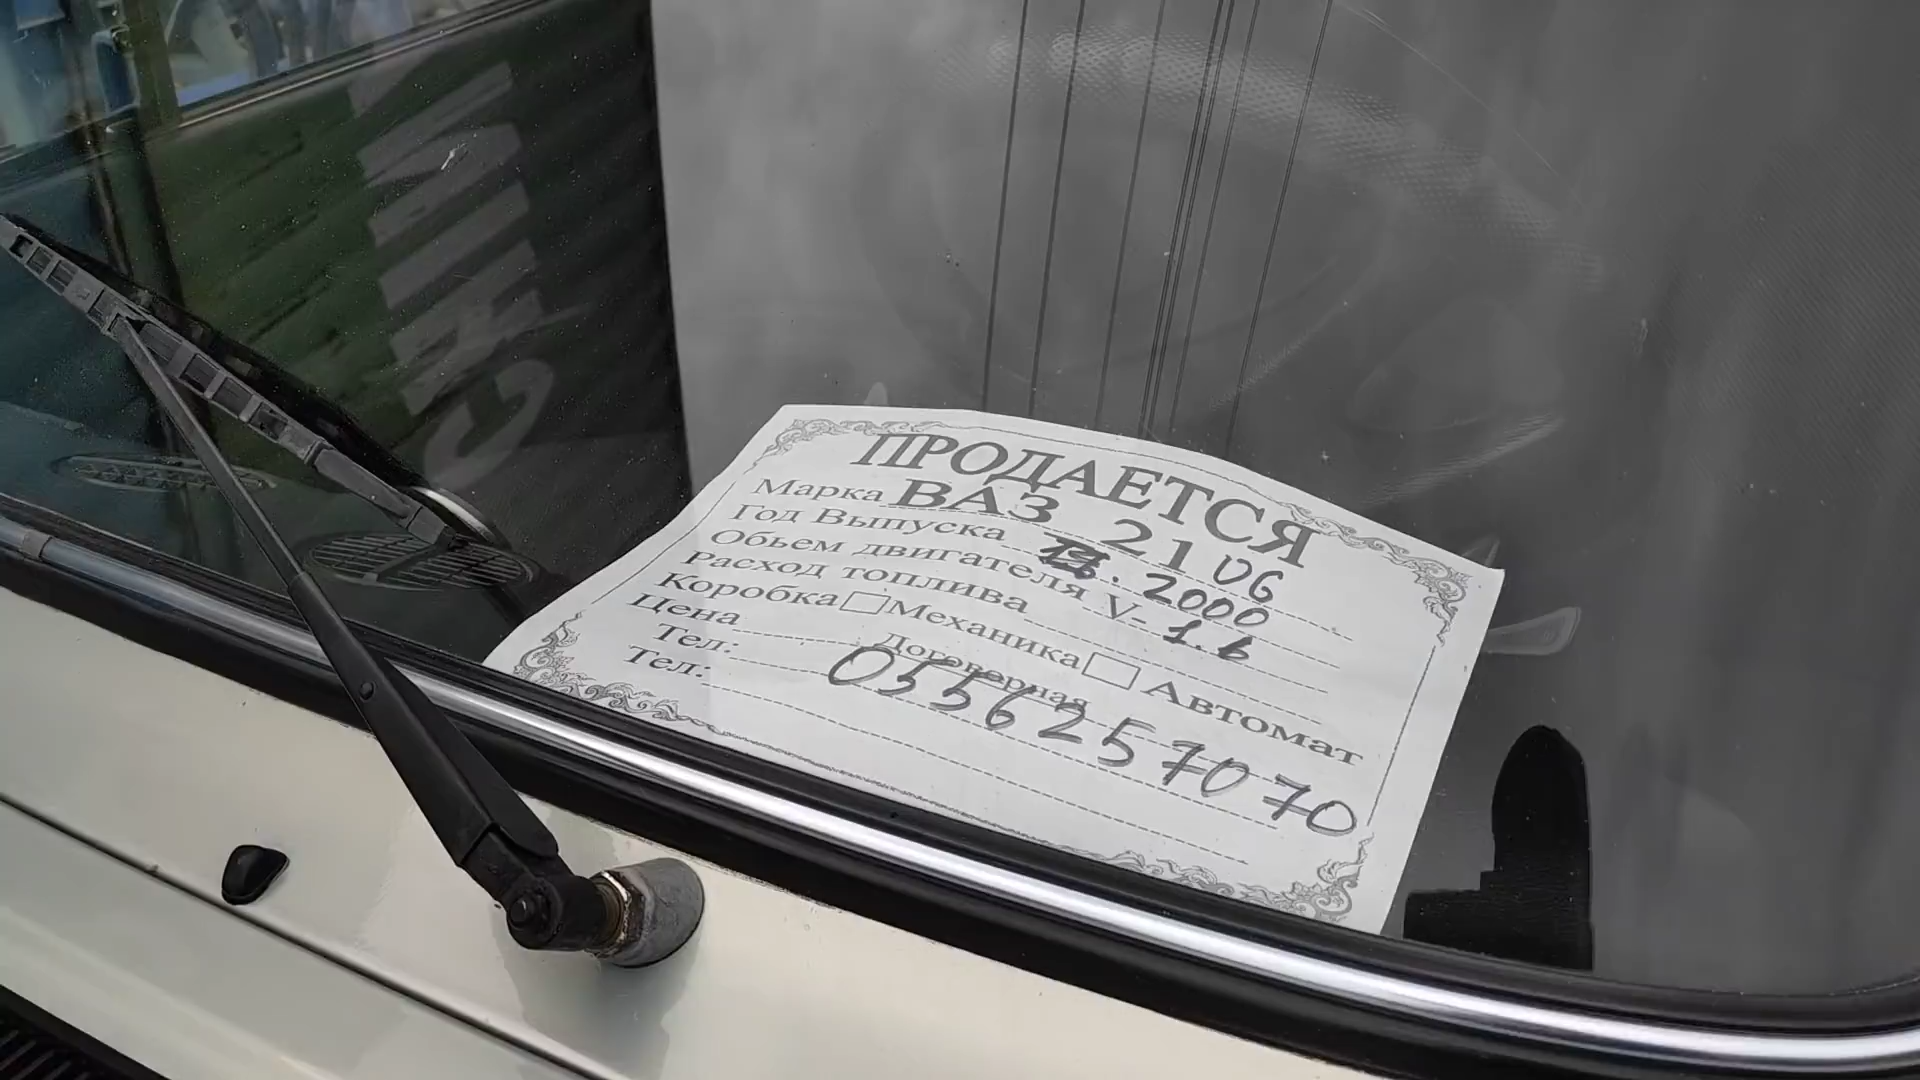 ПРОДАЕТСЯ
Марка ВАЗ 2106
Год Выпуска 2000
Обьем двигателя V- 1.6
Расход топлива
Коробка Механика Автомат
Цена Договорная
Тел: 0556257070
Тел: